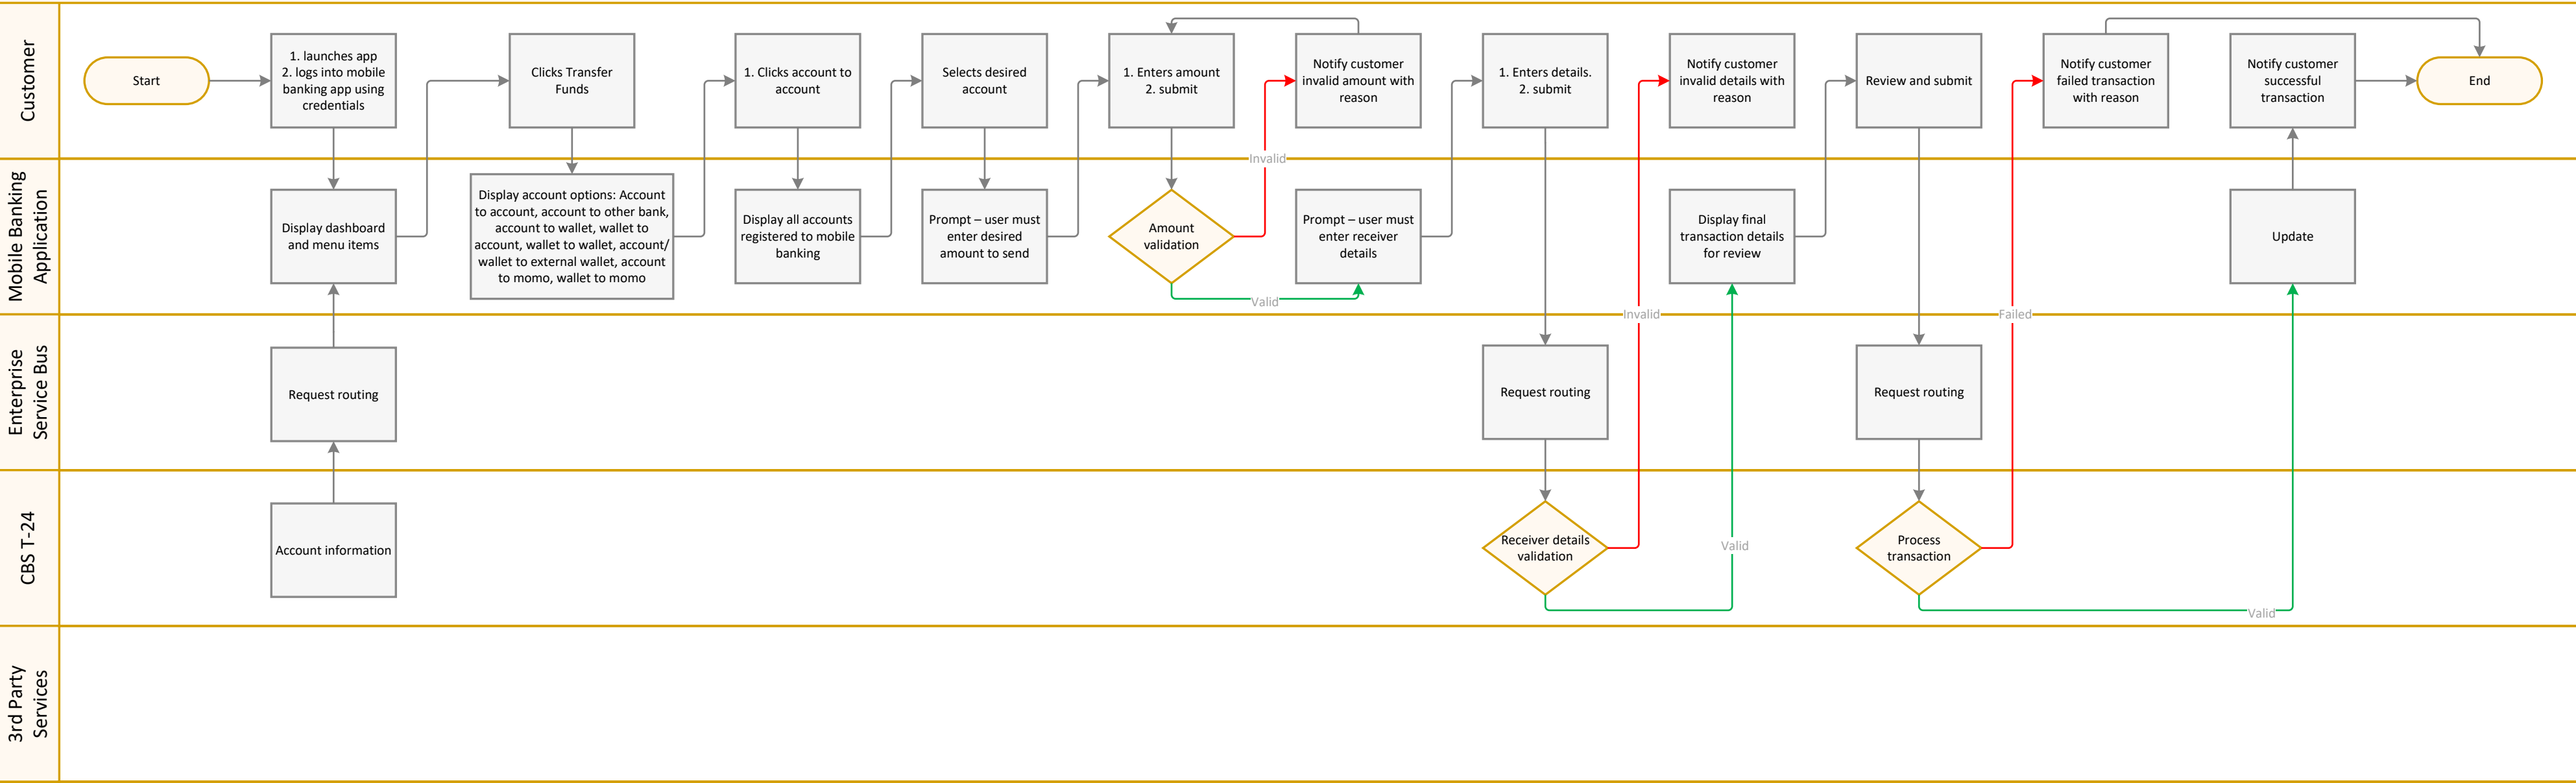 Customer
Start
1. launches app
2. logs into mobile
banking app using
credentials
Clicks Transfer
Funds
1. Clicks account to
account
Selects desired
account
1. Enters amount
2. submit
Notify customer
invalid amount with
reason
1. Enters details.
2. submit
Notify customer
invalid details with
reason
Review and submit
Notify customer
failed transaction
with reason
Notify customer
successful
transaction
End
Invalid
Mobile Banking
Application
Display dashboard
and menu items
Display account options: Account
to account, account to other bank,
account to wallet, wallet to
account, wallet to wallet, account/
wallet to external wallet, account
to momo, wallet to momo
Display all accounts
registered to mobile
banking
Prompt – user must
enter desired
amount to send
Amount
validation
Prompt – user must
enter receiver
details
Display final
transaction details
for review
Update
Valid
Invalid
Failed
Enterprise
Service Bus
Request routing
Request routing
Request routing
CBS T-24
Account information
Receiver details
validation
Valid
Process
transaction
Valid
3rd Party
Services